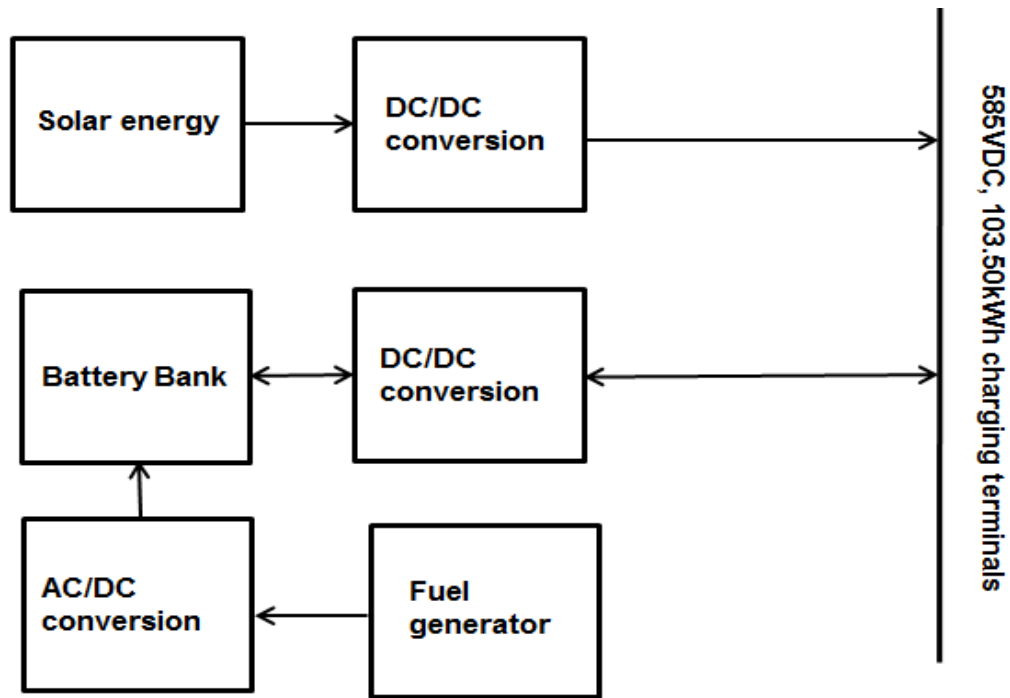 Solar energy
DC/DC
conversion
Battery Bank
DC/DC
conversion
AC/DC
conversion
Fuel
generator
585VDC, 103.50kWh charging terminals